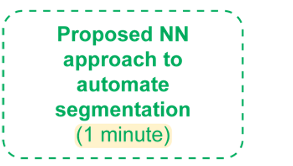 Proposed NN
approach to
automate
segmentation
(1 minute)